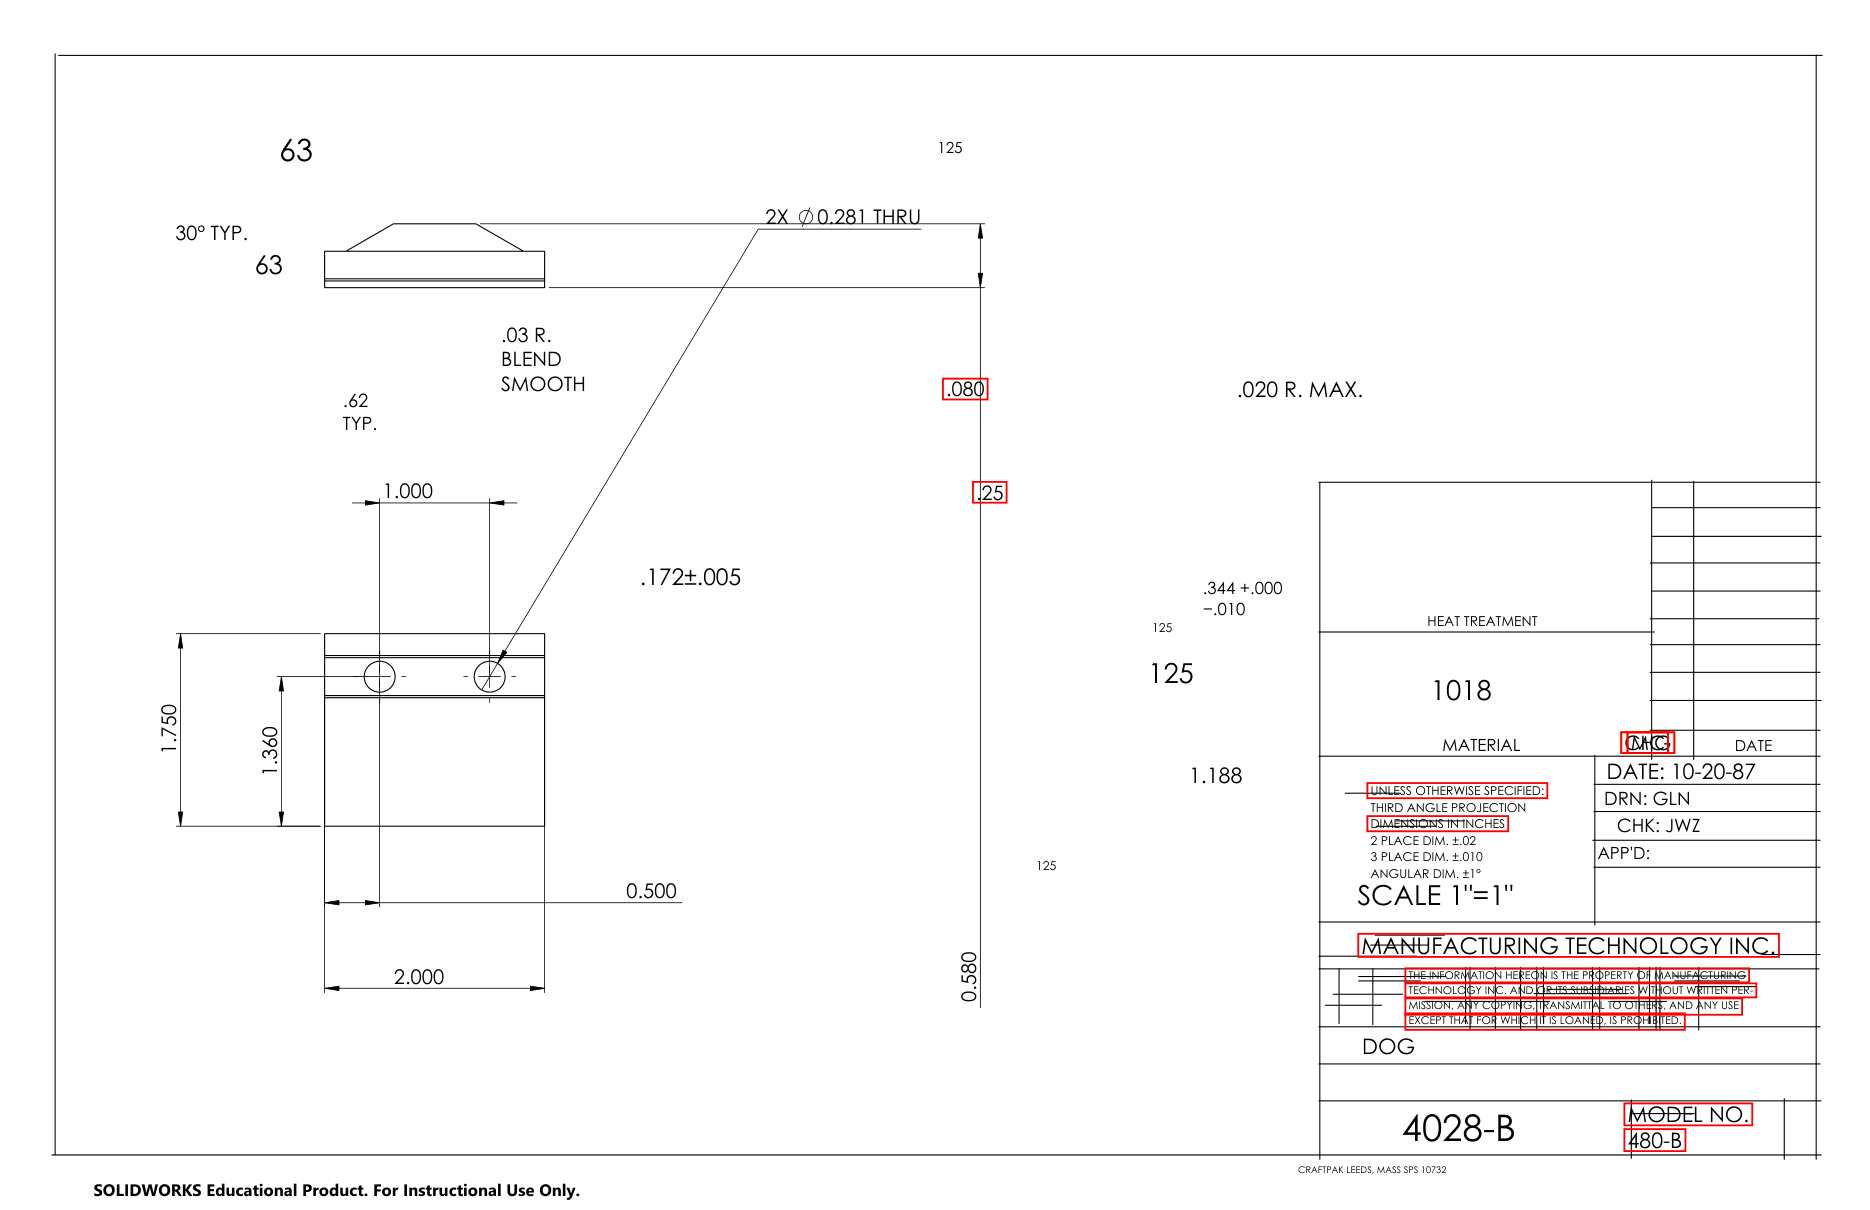 63
125
2X ∅0.281 THRU
30° TYP.
63
.03 R.
BLEND
SMOOTH
.080
.020 R. MAX.
.62
TYP.
1.000
.25
.172±.005
.344 +.000
−.010
125
125
1.750
1.360
1.188
125
0.500
0.580
2.000
HEAT TREATMENT
1018
MATERIAL
DATE
UNLESS OTHERWISE SPECIFIED:
THIRD ANGLE PROJECTION
DIMENSIONS IN INCHES
2 PLACE DIM. ±.02
3 PLACE DIM. ±.010
ANGULAR DIM. ±1°
SCALE 1"=1"
DATE: 10-20-87
DRN: GLN
CHK: JWZ
APP'D:
MANUFACTURING TECHNOLOGY INC.
THE INFORMATION HEREON IS THE PROPERTY OF MANUFACTURING
TECHNOLOGY INC. AND OR ITS SUBSIDIARIES WITHOUT WRITTEN PER-
MISSION, ANY COPYING, TRANSMITTAL TO OTHERS, AND ANY USE
EXCEPT THAT FOR WHICH IT IS LOANED, IS PROHIBITED.
DOG
4028-B
MODEL NO.
480-B
CRAFTPAK LEEDS, MASS SPS 10732
SOLIDWORKS Educational Product. For Instructional Use Only.